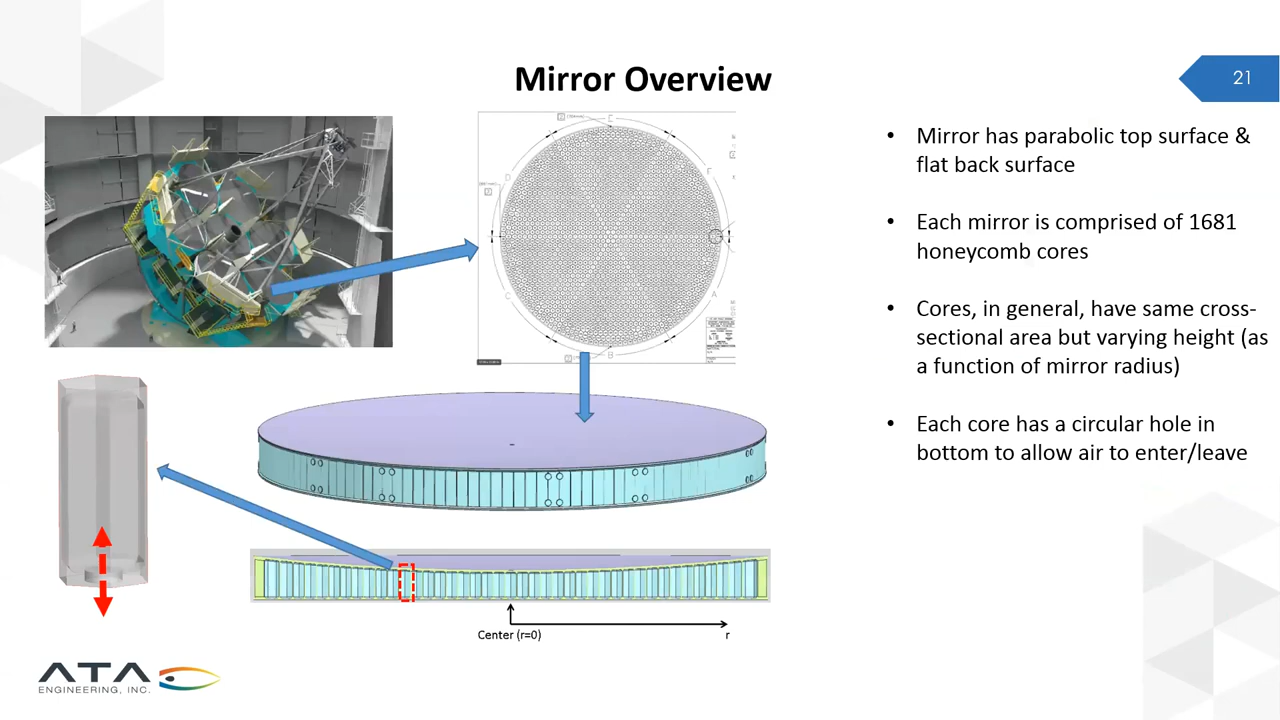 Mirror Overview
21
• Mirror has parabolic top surface &
flat back surface
• Each mirror is comprised of 1681
honeycomb cores
• Cores, in general, have same cross-
sectional area but varying height (as
a function of mirror radius)
• Each core has a circular hole in
bottom to allow air to enter/leave
E
D
F
C
A
B
Center (r=0)
r
ATA
ENGINEERING, INC.